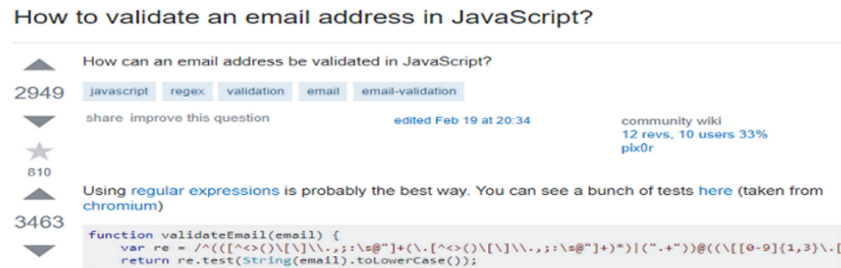 How to validate an email address in JavaScript?
How can an email address be validated in JavaScript?
2949
javascript regex validation email email-validation
share improve this question
edited Feb 19 at 20:34
community wiki
12 revs, 10 users 33%
pix0r
810
Using regular expressions is probably the best way. You can see a bunch of tests here (taken from
chromium)
3463
function validateEmail(email) {
var re = /^(([^<>()\[\]\\.,;:\s@"]+(\.[^<>()\[\]\\.,;:\s@"]+)*)|(".+"))@((\[[0-9]{1,3}\.[
return re.test(String(email).toLowerCase());